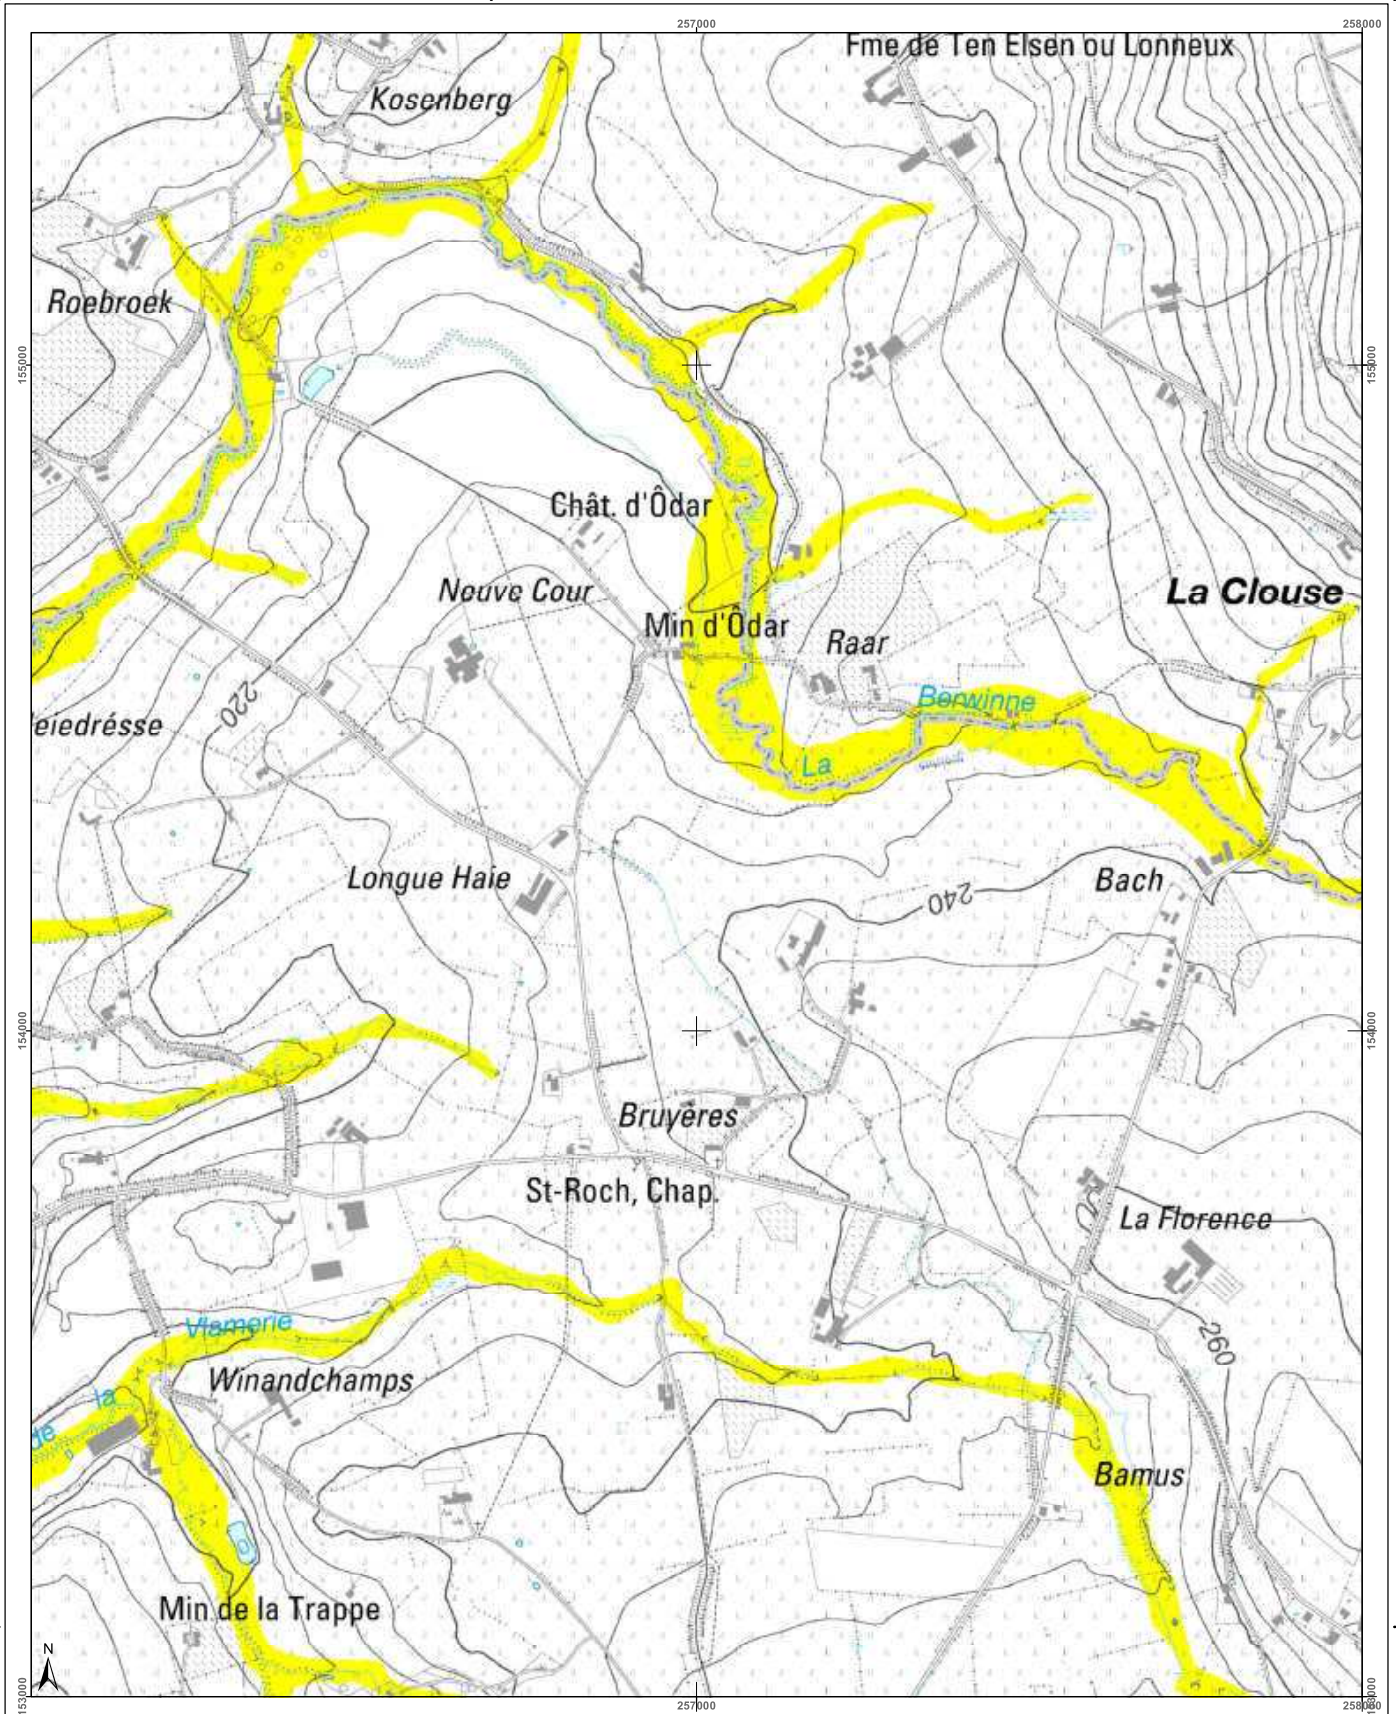 257000
258000
Fme de Ten Elsen ou Lonneux
Kosenberg
Roebroek
155000
155000
Chât. d'Ôdar
Neuve Cour
La Clouse
Min d'Ôdar
Raar
Berwinne
220
eiedrésse
La
Longue Haie
Bach
240
154000
154000
Bruyères
St-Roch, Chap.
La Florence
Vlamerie
260
Winandchamps
la
de
Bamus
Min de la Trappe
N
153000
257000
258000
153000